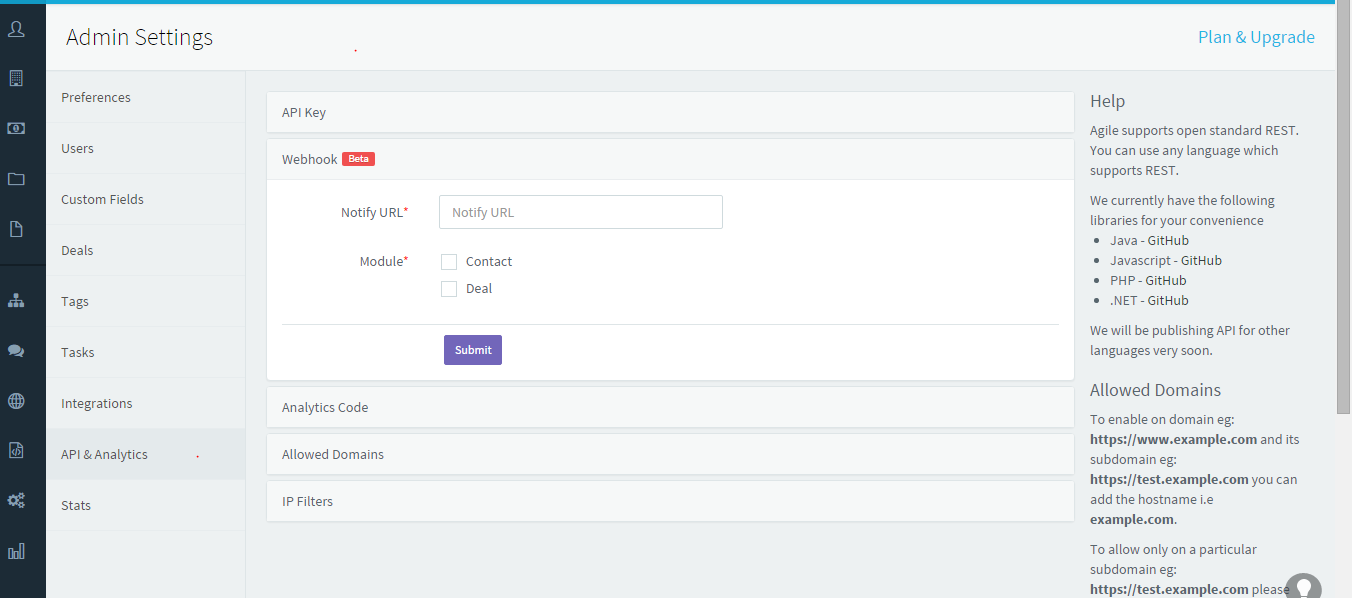 Admin Settings
Plan & Upgrade
Preferences
Users
Custom Fields
Deals
Tags
Tasks
Integrations
API & Analytics
Stats
API Key
Webhook Beta
Notify URL*
Notify URL
Module*
Contact
Deal
Submit
Analytics Code
Allowed Domains
IP Filters
Help
Agile supports open standard REST.
You can use any language which
supports REST.
We currently have the following
libraries for your convenience
Java - GitHub
Javascript - GitHub
PHP - GitHub
.NET - GitHub
We will be publishing API for other
languages very soon.
Allowed Domains
To enable on domain eg:
https://www.example.com and its
subdomain eg:
https://test.example.com you can
add the hostname i.e
example.com.
To allow only on a particular
subdomain eg:
https://test.example.com please